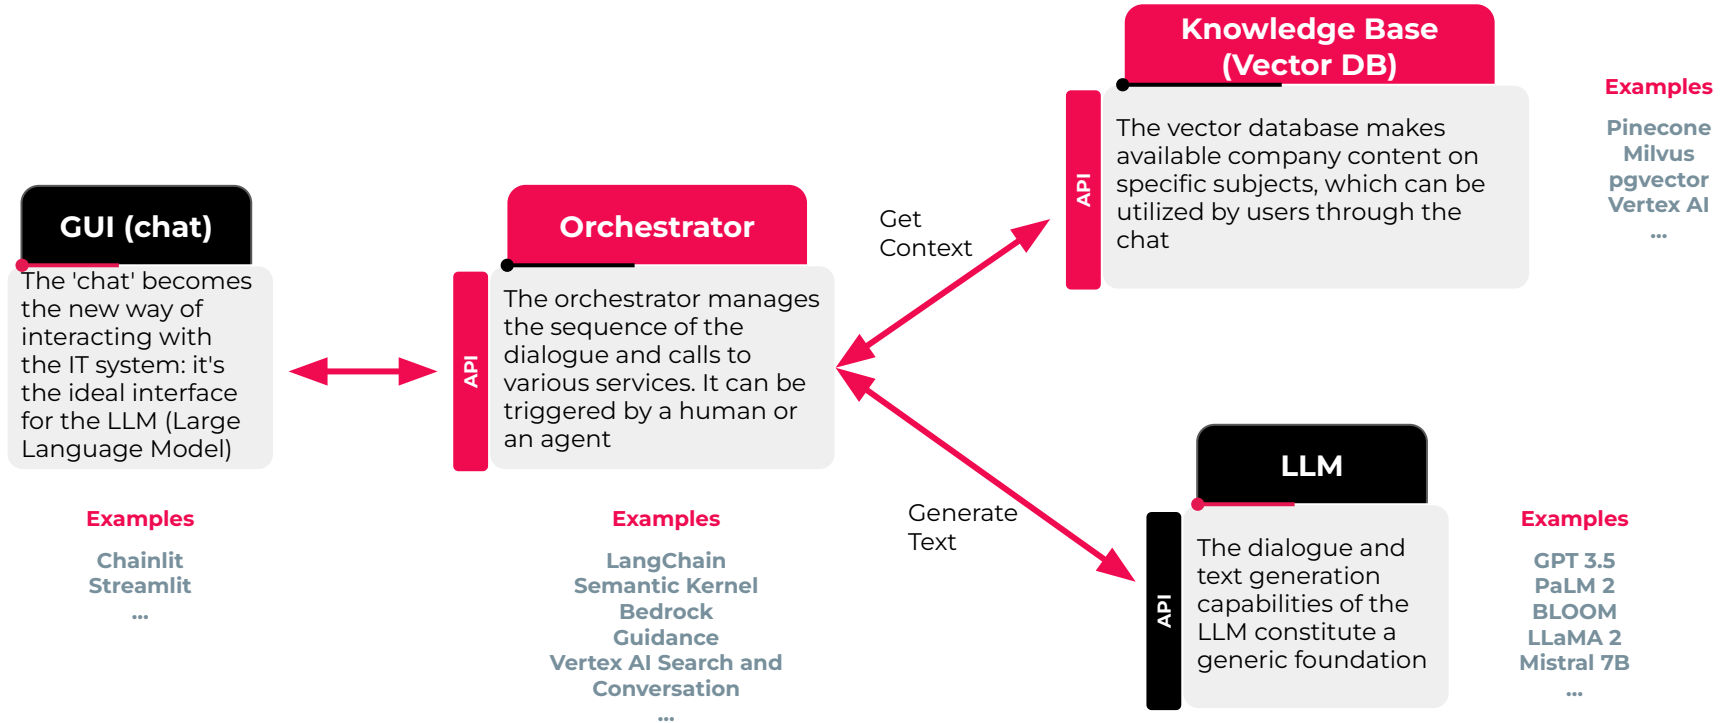 GUI (chat)
The 'chat' becomes
the new way of
interacting with
the IT system: it's
the ideal interface
for the LLM (Large
Language Model)
Examples
Chainlit
Streamlit
...
Orchestrator
API
The orchestrator manages
the sequence of the
dialogue and calls to
various services. It can be
triggered by a human or
an agent
Examples
LangChain
Semantic Kernel
Bedrock
Guidance
Vertex AI Search and
Conversation
...
Get
Context
Generate
Text
Knowledge Base
(Vector DB)
API
The vector database makes
available company content on
specific subjects, which can be
utilized by users through the
chat
Examples
Pinecone
Milvus
pgvector
Vertex AI
...
LLM
API
The dialogue and
text generation
capabilities of the
LLM constitute a
generic foundation
Examples
GPT 3.5
PaLM 2
BLOOM
LLaMA 2
Mistral 7B
...